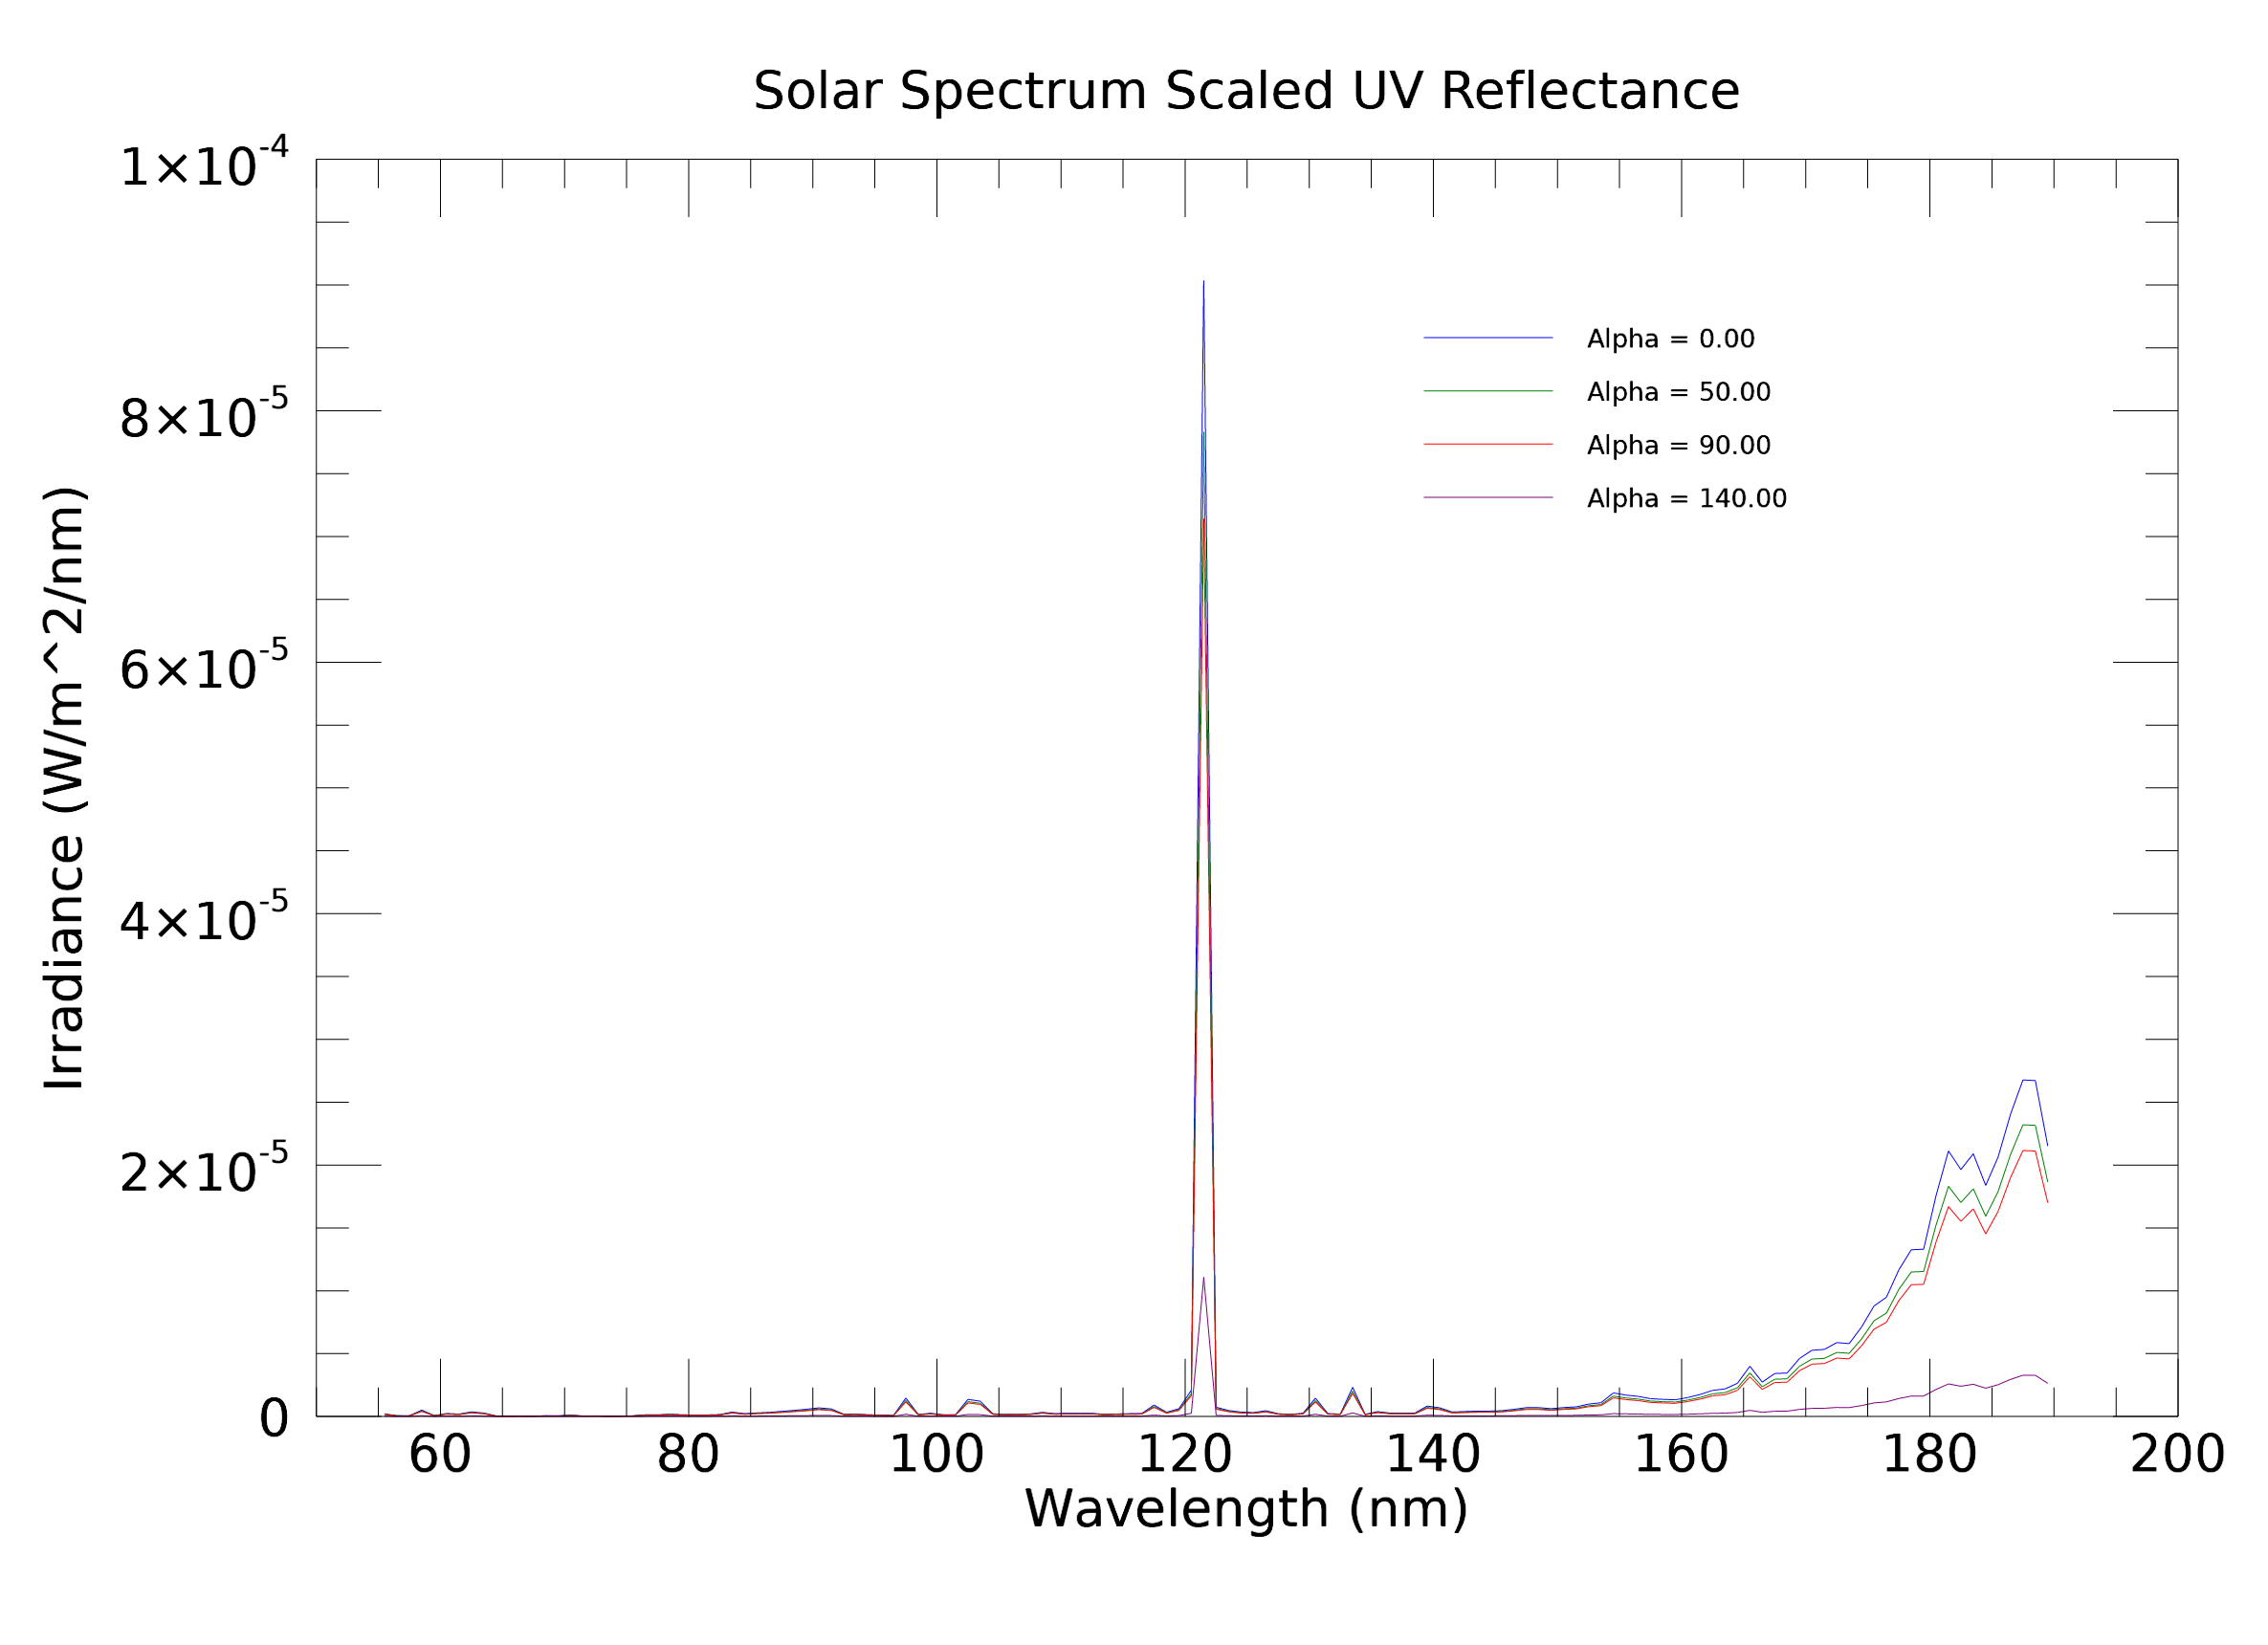 Solar Spectrum Scaled UV Reflectance
1×10⁻⁴
8×10⁻⁵
6×10⁻⁵
4×10⁻⁵
2×10⁻⁵
0
Irradiance (W/m^2/nm)
Alpha = 0.00
Alpha = 50.00
Alpha = 90.00
Alpha = 140.00
60 80 100 120 140 160 180 200
Wavelength (nm)